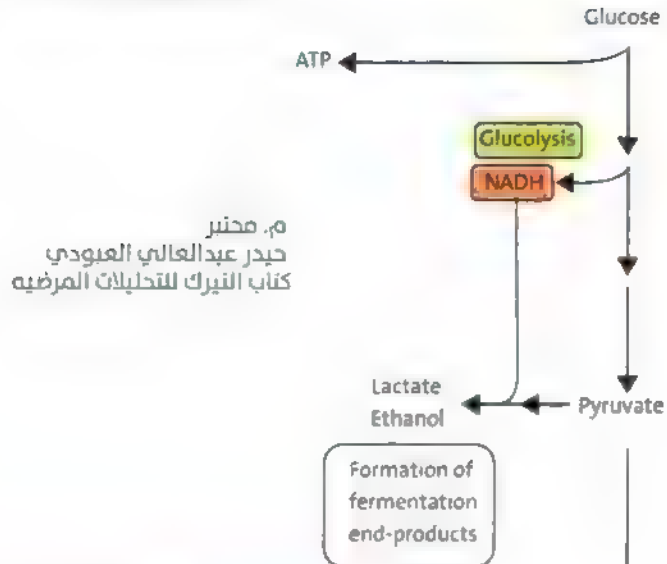 Glucose
ATP
Glucolysis
NADH
م. مختبر
حيدر عبدالعالي العبودي
كتاب النيرك للتحليلات المرضيه
Lactate
Ethanol
Pyruvate
Formation of
fermentation
end-products